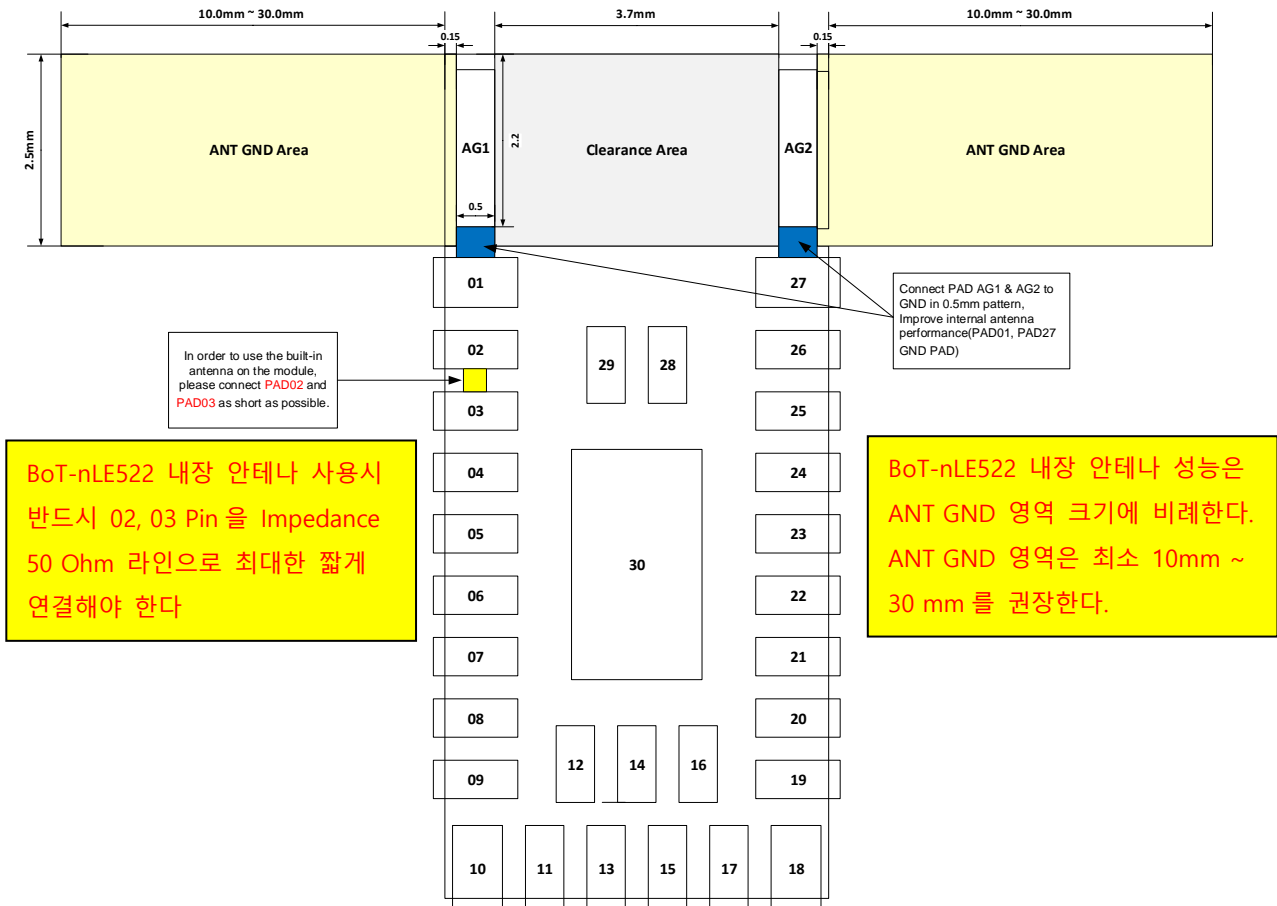 10.0mm ~ 30.0mm
3.7mm
10.0mm ~ 30.0mm
0.15
0.15
2.5mm
ANT GND Area
AG1
2.2
Clearance Area
AG2
ANT GND Area
0.5
01
27
Connect PAD AG1 & AG2 to
GND in 0.5mm pattern,
Improve internal antenna
performance(PAD01, PAD27
GND PAD)
In order to use the built-in
antenna on the module,
please connect PAD02 and
PAD03 as short as possible.
02
29
28
26
03
25
BoT-nLE522 내장 안테나 사용시
반드시 02, 03 Pin 을 Impedance
50 Ohm 라인으로 최대한 짧게
연결해야 한다
BoT-nLE522 내장 안테나 성능은
ANT GND 영역 크기에 비례한다.
ANT GND 영역은 최소 10mm ~
30 mm 를 권장한다.
04
24
05
23
30
06
22
07
21
08
20
12
14
16
09
19
10
11
13
15
17
18